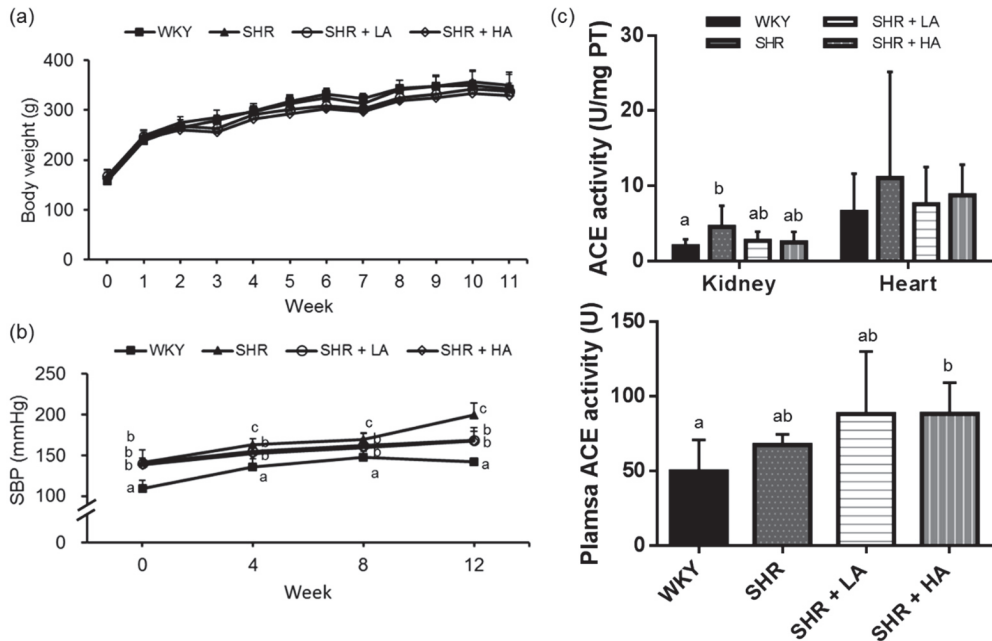 (a)
WKY SHR SHR + LA SHR + HA
Body weight (g)
400
300
200
100
0
0 1 2 3 4 5 6 7 8 9 10 11
Week
(b)
WKY SHR SHR + LA SHR + HA
SBP (mmHg)
250
200
150
100
0
b
b
b
a
c
b
b
a
c
b
b
a
c
b
b
a
0 4 8 12
Week
(c)
WKY SHR + LA
SHR SHR + HA
ACE activity (U/mg PT)
30
20
10
0
a b ab ab
Kidney Heart
Plamsa ACE activity (U)
150
100
50
0
a ab ab b
WKY SHR SHR + LA SHR + HA